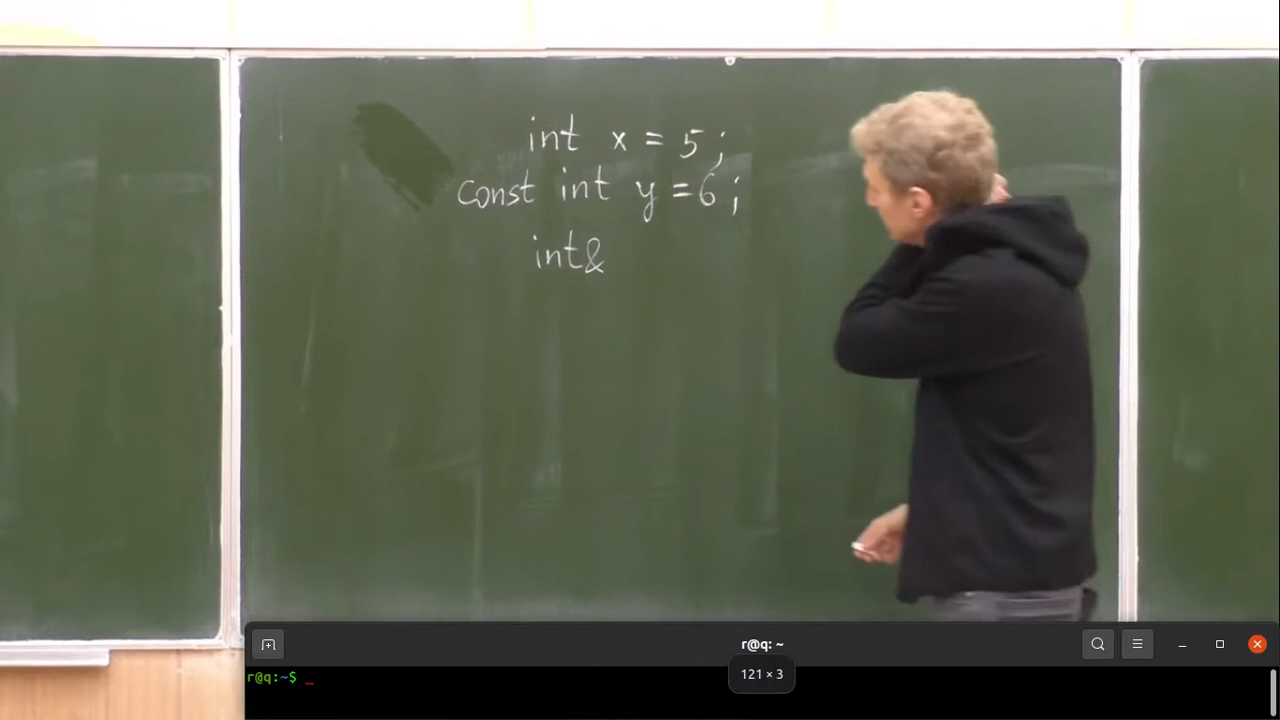 int x = 5;
const int y = 6;
int&
r@q: ~
121 × 3
r@q:~$ _